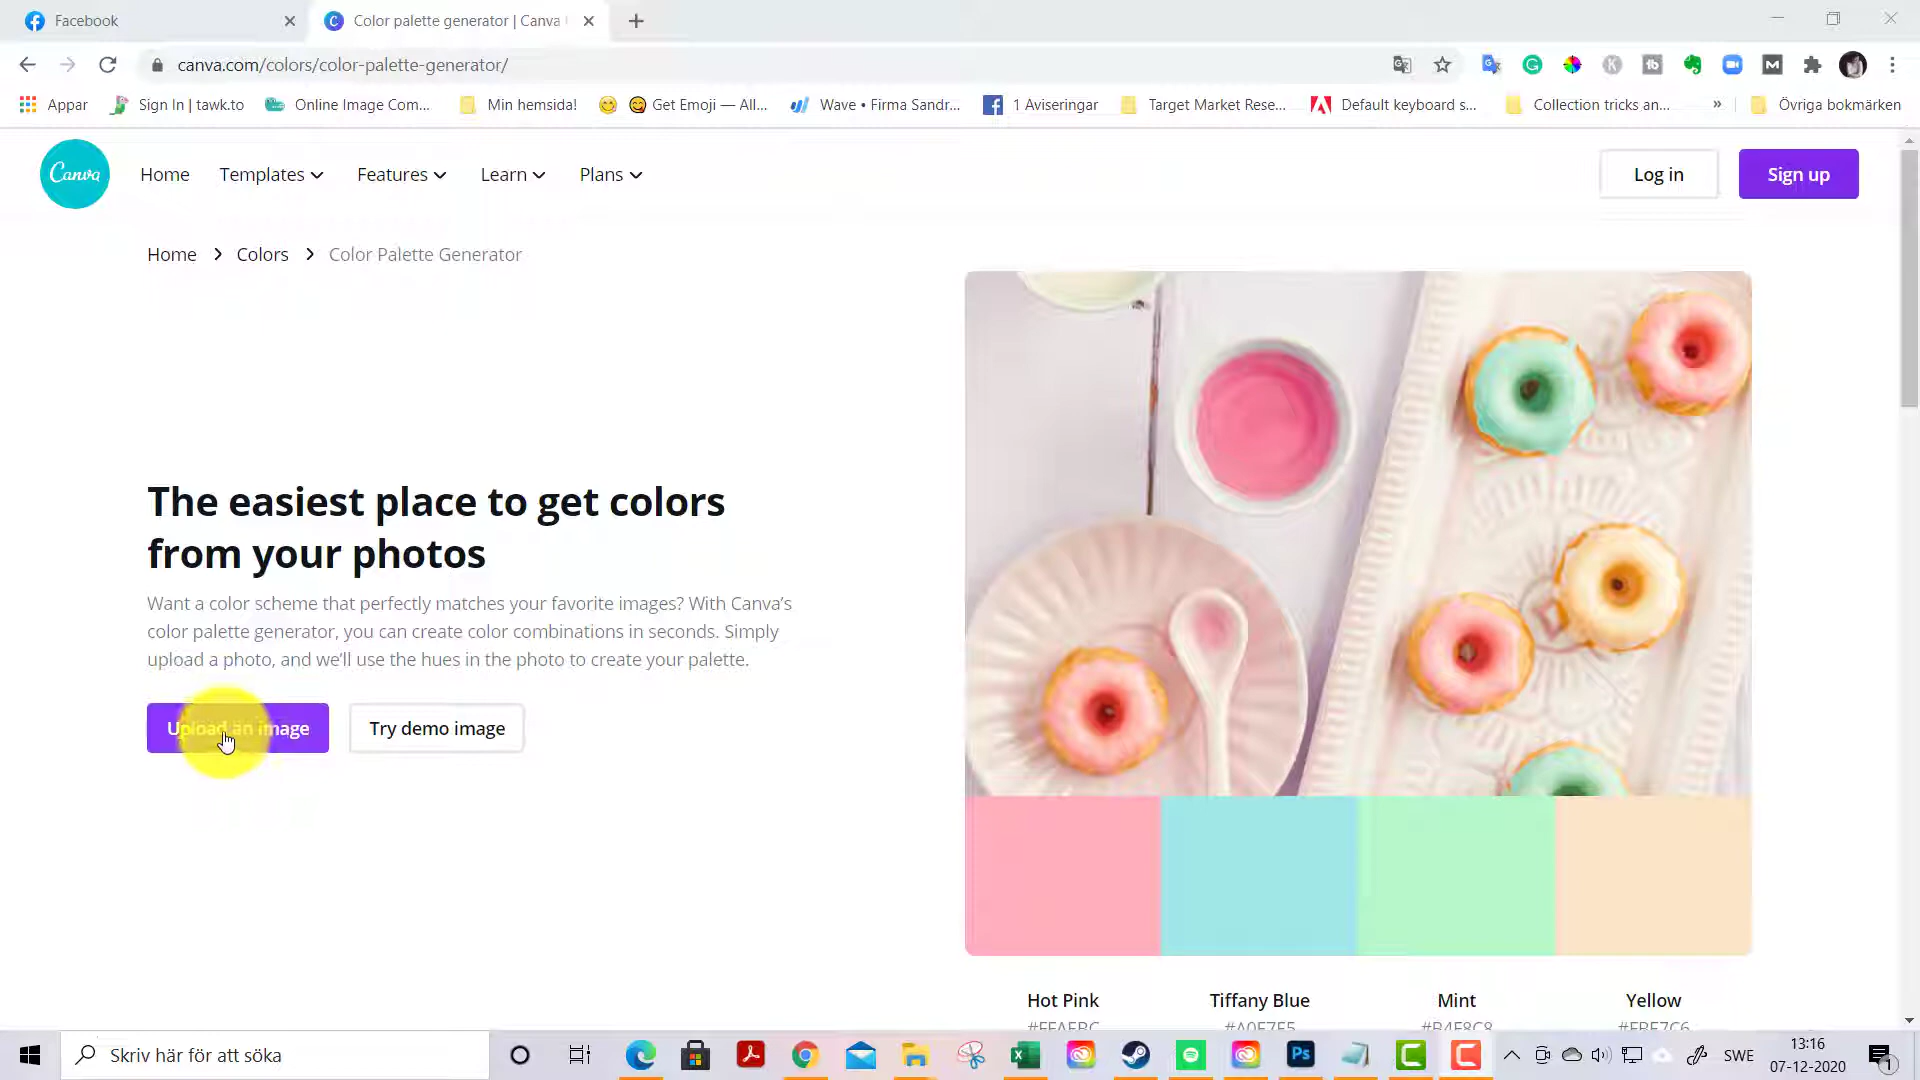 Facebook
Color palette generator | Canva
canva.com/colors/color-palette-generator/
Appar
Sign In | tawk.to
Online Image Com...
Min hemsida!
Get Emoji — All...
Wave • Firma Sandr...
1 Aviseringar
Target Market Rese...
Default keyboard s...
Collection tricks an...
»
Övriga bokmärken
Canva
Home
Templates
Features
Learn
Plans
Log in
Sign up
Home
Colors
Color Palette Generator
The easiest place to get colors
from your photos
Want a color scheme that perfectly matches your favorite images? With Canva's
color palette generator, you can create color combinations in seconds. Simply
upload a photo, and we'll use the hues in the photo to create your palette.
Upload an image
Try demo image
Hot Pink
Tiffany Blue
Mint
Yellow
Skriv här för att söka
Ps
SWE
13:16
07-12-2020
1